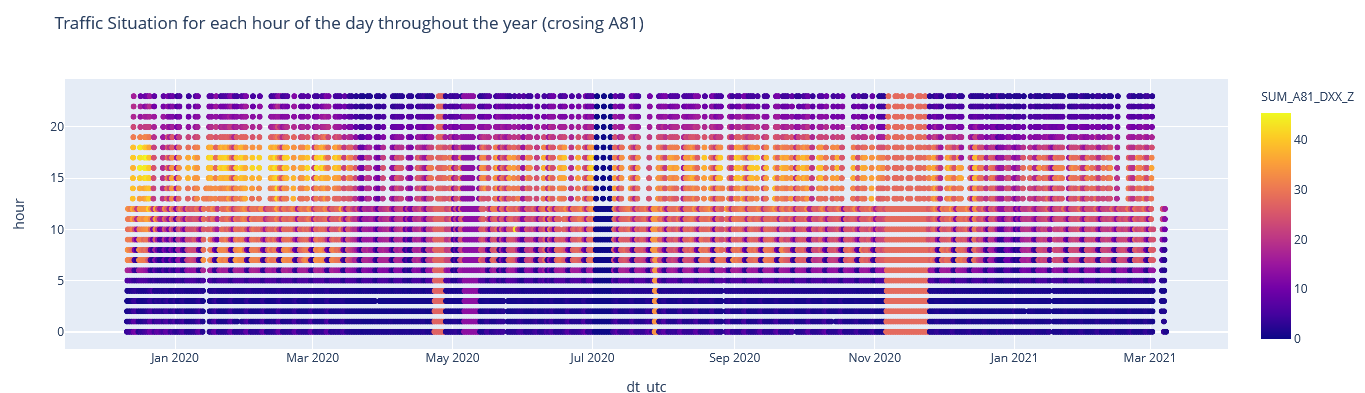 Traffic Situation for each hour of the day throughout the year (crosing A81)
SUM_A81_DXX_Z
40
30
20
10
0
hour
20
15
10
5
0
Jan 2020 Mar 2020 May 2020 Jul 2020 Sep 2020 Nov 2020 Jan 2021 Mar 2021
dt_utc